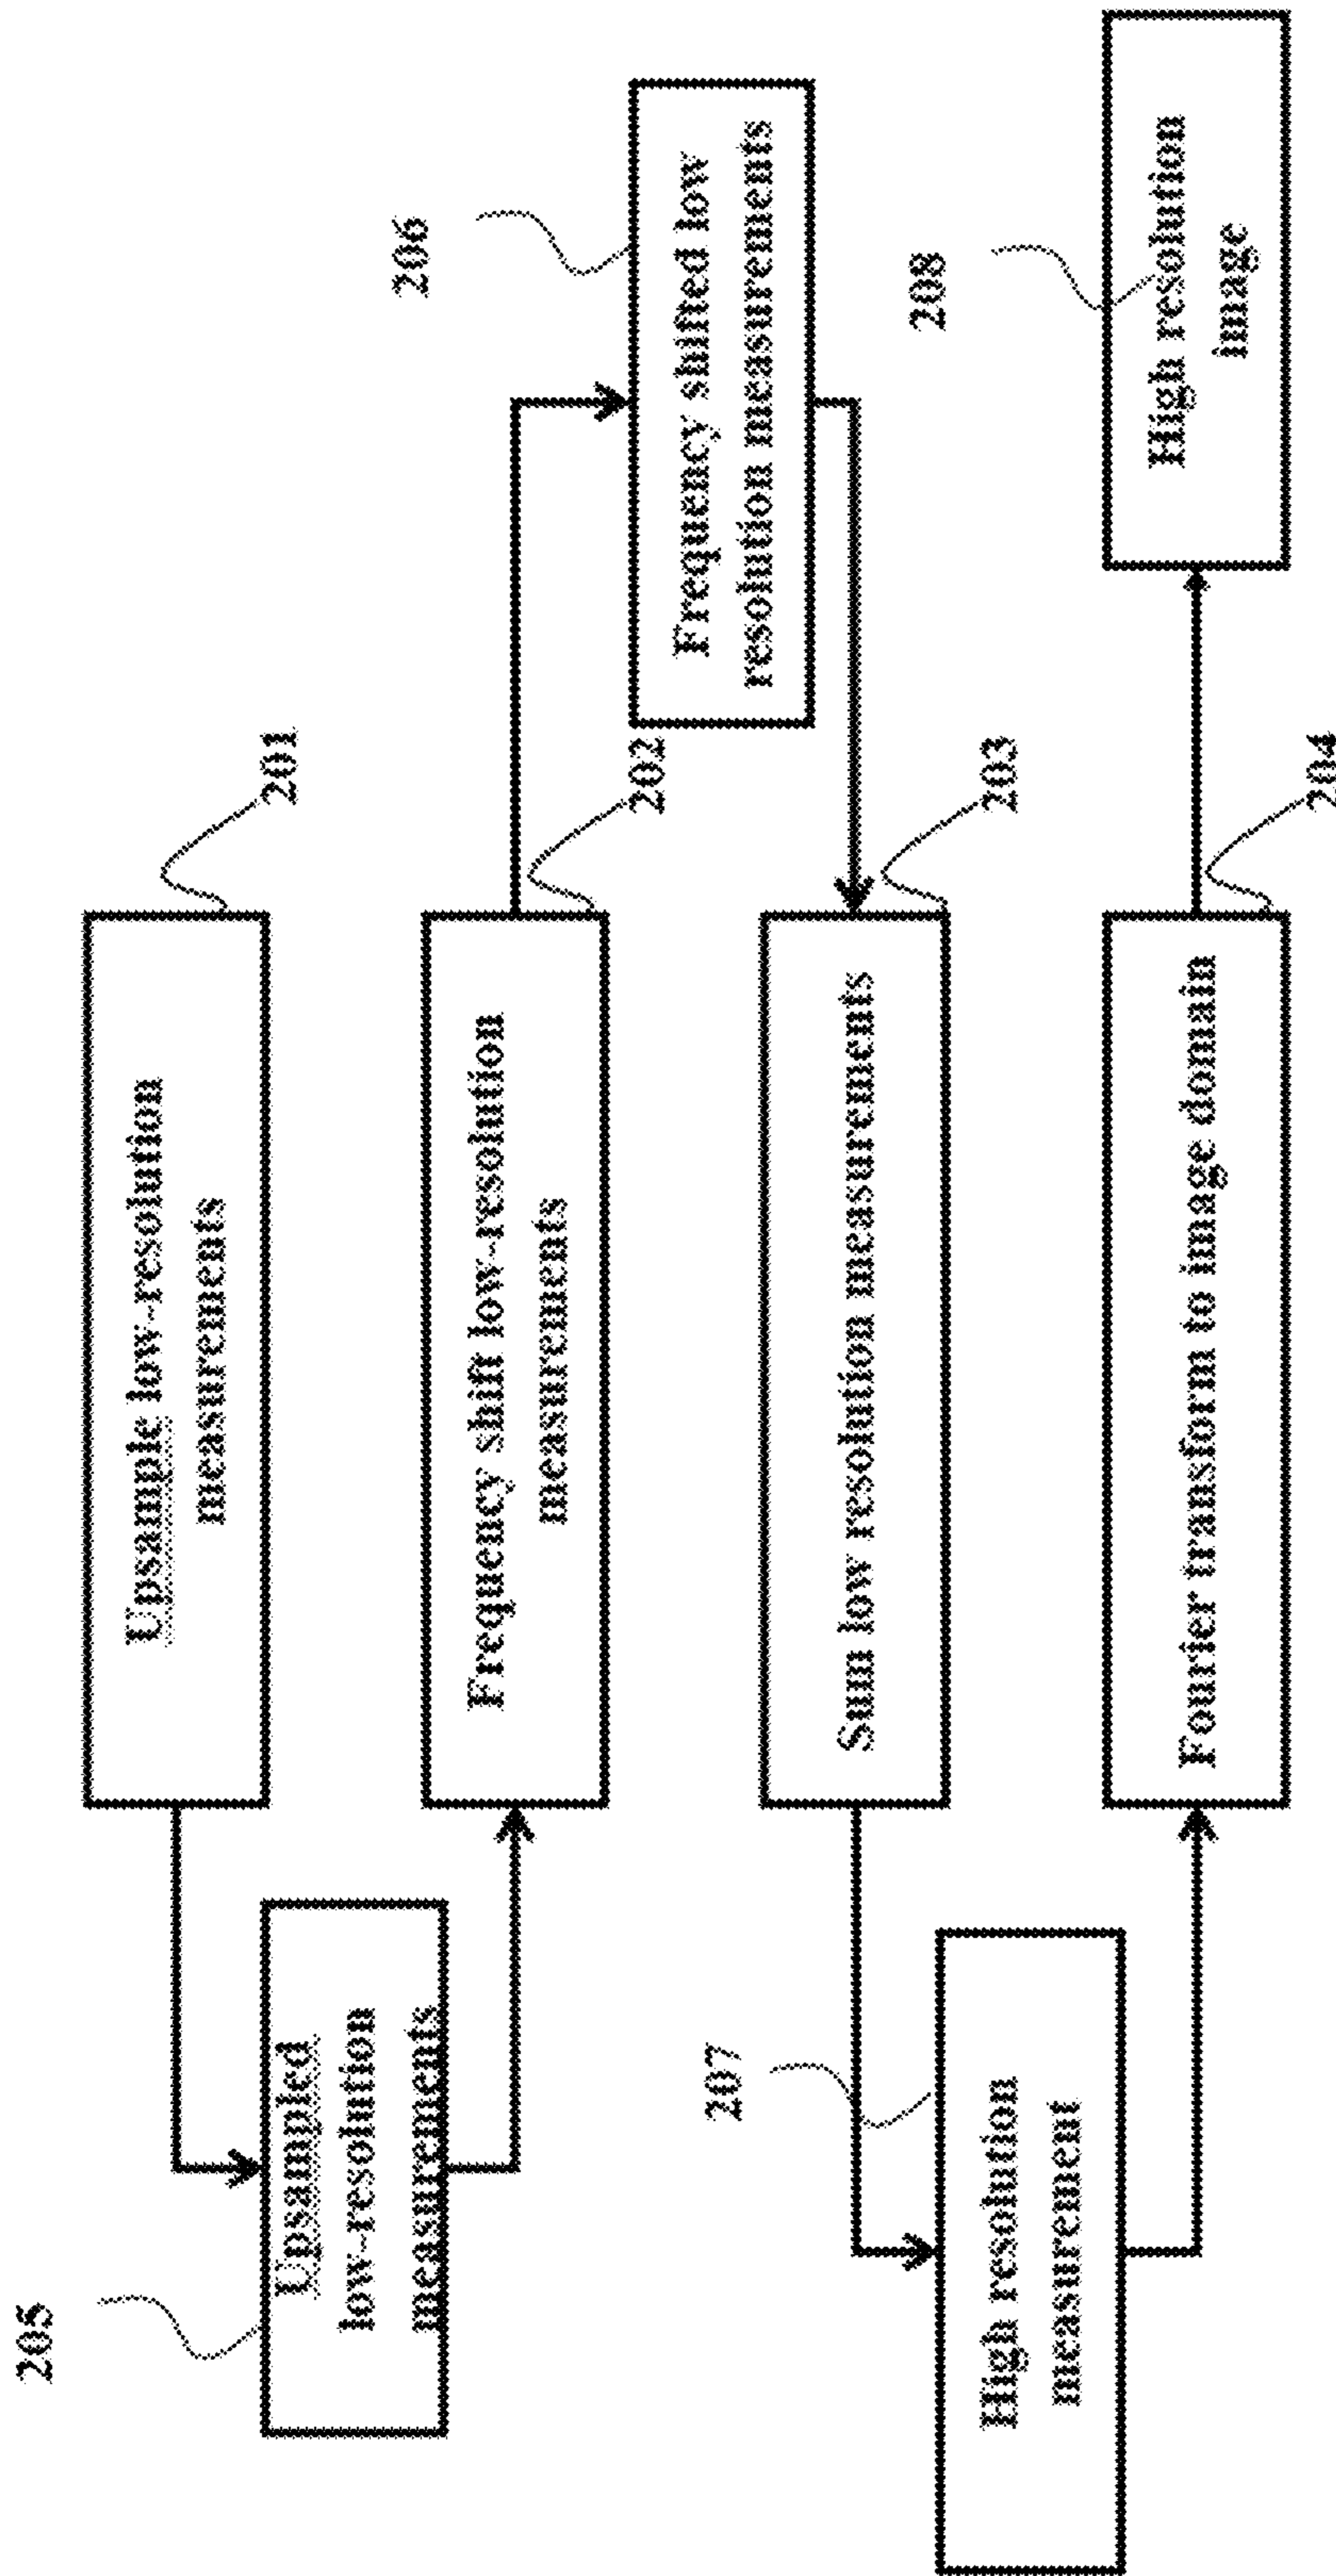 Upsample low-resolution
measurements
201
205
Upsampled
low-resolution
measurements
Frequency shift low-resolution
measurements
202
206
Frequency shifted low
resolution measurements
Sum low resolution measurements
203
207
High resolution
measurement
Fourier transform to image domain
204
208
High resolution
image